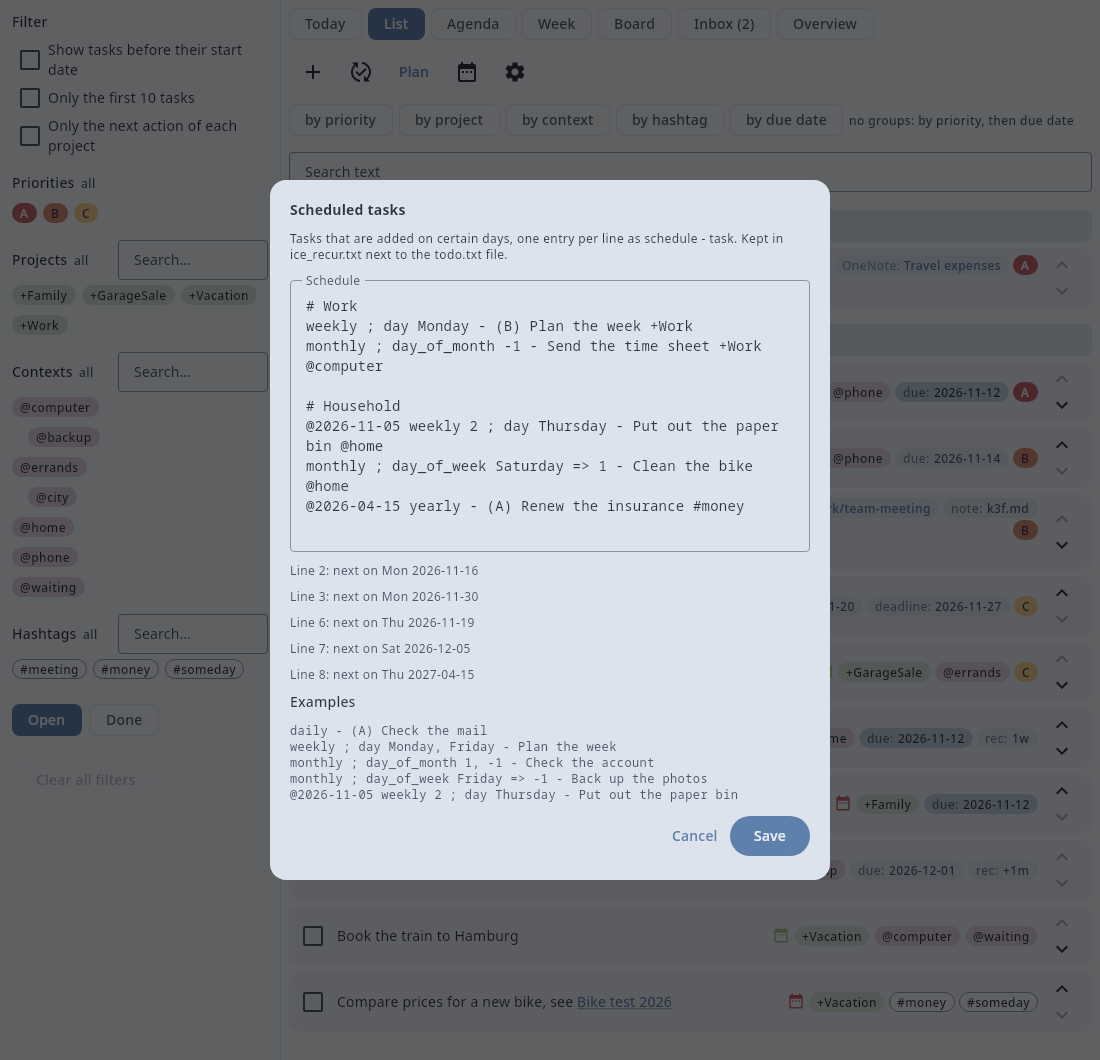 Filter
Show tasks before their start
date
Only the first 10 tasks
Only the next action of each
project
Priorities all
A B C
Projects all Search...
+Family +GarageSale +Vacation
+Work
Contexts all Search...
@computer
@backup
@errands
@city
@home
@phone
@waiting
Hashtags all Search...
#meeting #money #someday
Open Done
Clear all filters
Today List Agenda Week Board Inbox (2) Overview
Plan
by priority by project by context by hashtag by due date no groups: by priority, then due date
Search text
Scheduled tasks
Tasks that are added on certain days, one entry per line as schedule - task. Kept in
ice_recur.txt next to the todo.txt file.
Schedule
# Work
weekly ; day Monday - (B) Plan the week +Work
monthly ; day_of_month -1 - Send the time sheet +Work
@computer
# Household
@2026-11-05 weekly 2 ; day Thursday - Put out the paper
bin @home
monthly ; day_of_week Saturday => 1 - Clean the bike
@home
@2026-04-15 yearly - (A) Renew the insurance #money
Line 2: next on Mon 2026-11-16
Line 3: next on Mon 2026-11-30
Line 6: next on Thu 2026-11-19
Line 7: next on Sat 2026-12-05
Line 8: next on Thu 2027-04-15
Examples
daily - (A) Check the mail
weekly ; day Monday, Friday - Plan the week
monthly ; day_of_month 1, -1 - Check the account
monthly ; day_of_week Friday => -1 - Back up the photos
@2026-11-05 weekly 2 ; day Thursday - Put out the paper bin
Cancel Save
OneNote: Travel expenses A
@phone due: 2026-11-12 A
@phone due: 2026-11-14 B
/team-meeting note: k3f.md
B
1-20 deadline: 2026-11-27 C
+GarageSale @errands C
me due: 2026-11-12 rec: 1w
+Family due: 2026-11-12
due: 2026-12-01 rec: +1m
Book the train to Hamburg +Vacation @computer @waiting
Compare prices for a new bike, see Bike test 2026 +Vacation #money #someday